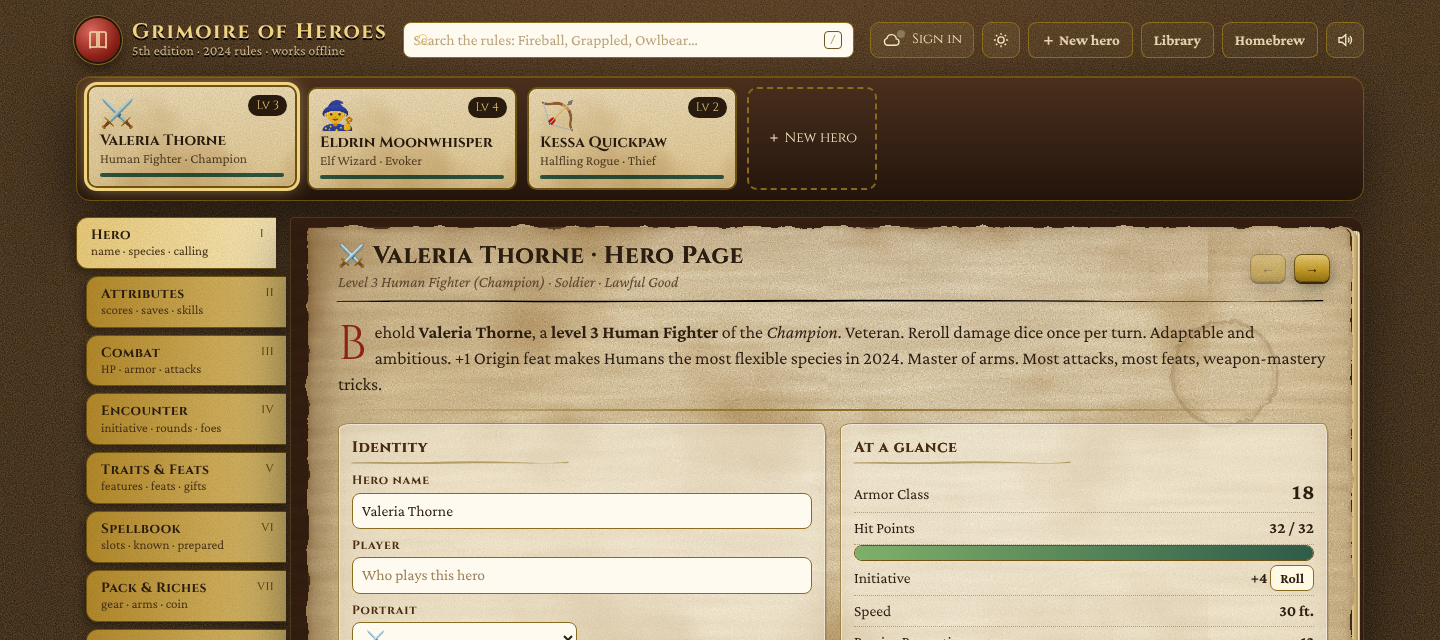 Grimoire of Heroes
5th edition · 2024 rules · works offline
Search the rules: Fireball, Grappled, Owlbear…
/
Sign in
+ New hero
Library
Homebrew
Lv 3
Valeria Thorne
Human Fighter · Champion
Lv 4
Eldrin Moonwhisper
Elf Wizard · Evoker
Lv 2
Kessa Quickpaw
Halfling Rogue · Thief
+ New hero
Hero I
name · species · calling
Attributes II
scores · saves · skills
Combat III
HP · armor · attacks
Encounter IV
initiative · rounds · foes
Traits & Feats V
features · feats · gifts
Spellbook VI
slots · known · prepared
Pack & Riches VII
gear · arms · coin
Valeria Thorne · Hero Page
← →
Level 3 Human Fighter (Champion) · Soldier · Lawful Good
Behold Valeria Thorne, a level 3 Human Fighter of the Champion. Veteran. Reroll damage dice once per turn. Adaptable and
ambitious. +1 Origin feat makes Humans the most flexible species in 2024. Master of arms. Most attacks, most feats, weapon-mastery
tricks.
Identity
Hero name
Valeria Thorne
Player
Who plays this hero
Portrait
At a glance
Armor Class 18
Hit Points 32 / 32
Initiative +4 Roll
Speed 30 ft.